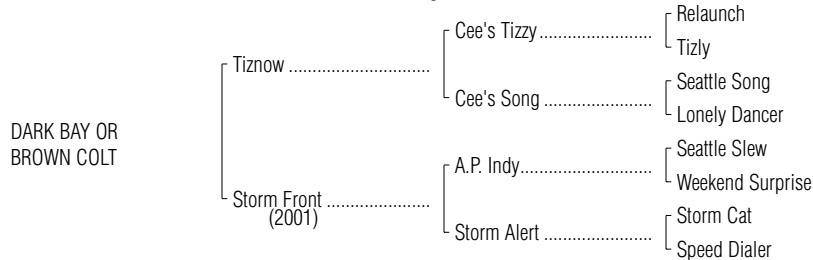 Relaunch
Cee's Tizzy...........................
Tizly
Tiznow ..............................
Seattle Song
Cee's Song ..........................
Lonely Dancer
DARK BAY OR
BROWN COLT
Seattle Slew
A.P. Indy...............................
Weekend Surprise
Storm Front ......................
(2001)
Storm Cat
Storm Alert .........................
Speed Dialer